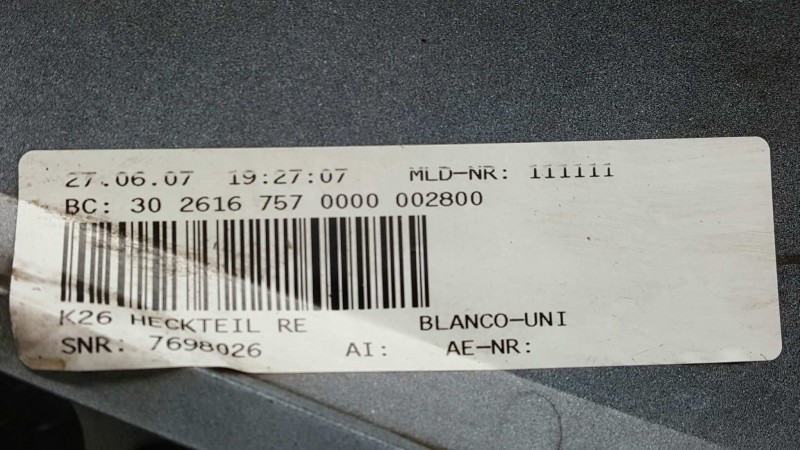 27.06.07 19:27:07 MLD-NR: 111111
BC: 30 2616 757 0000 002800
K26 HECKTEIL RE BLANCO-UNI
SNR: 7698026 AI: AE-NR: